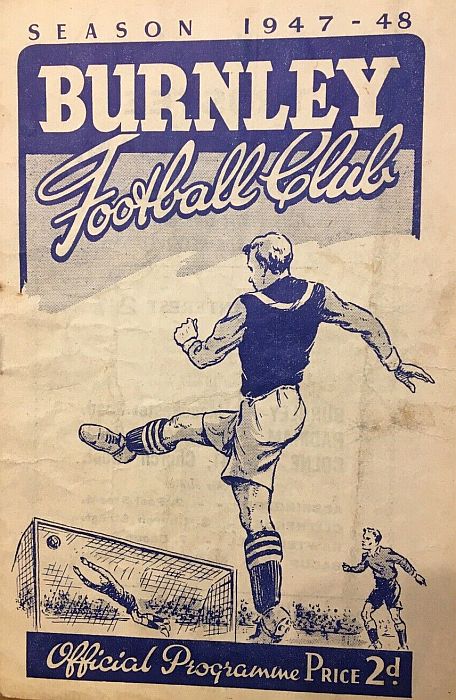 SEASON 1947-48
BURNLEY
Football Club
Official Programme PRICE 2d